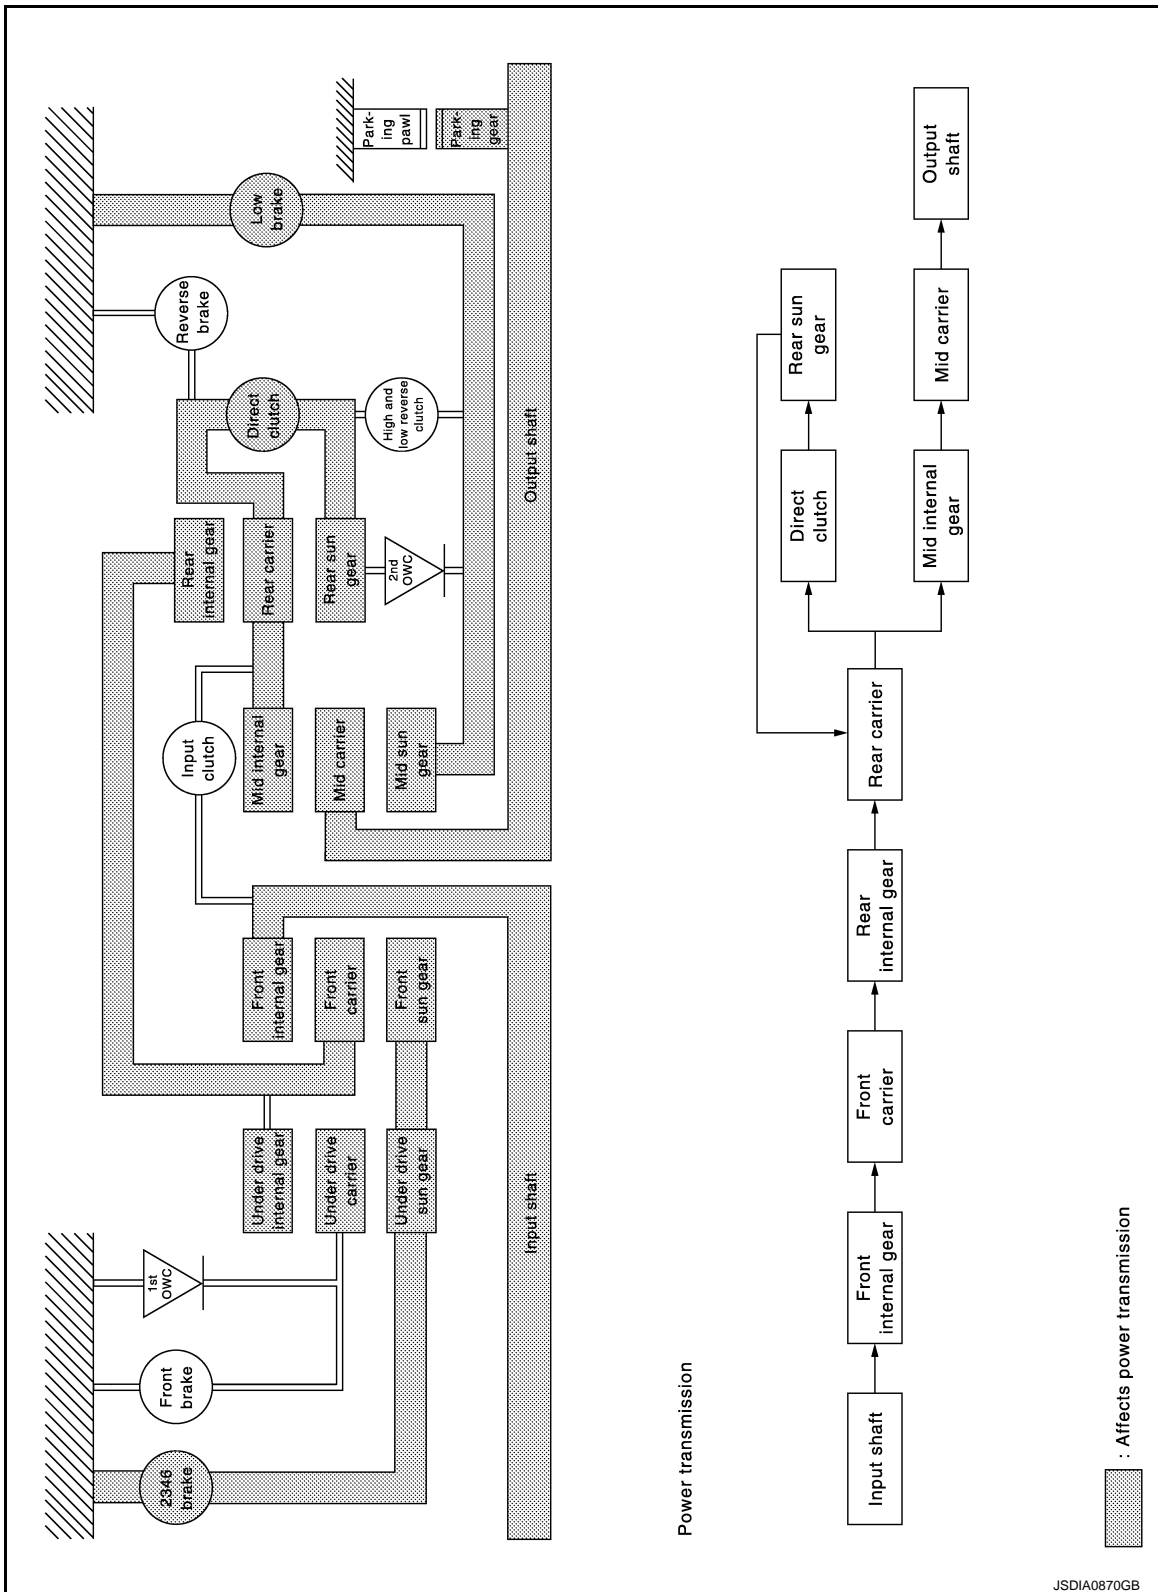 2346
brake
Front
brake
1st
OWC
Under drive
internal gear
Under drive
carrier
Under drive
sun gear
Front
internal gear
Front
carrier
Front
sun gear
Input shaft
Input
clutch
Mid internal
gear
Mid carrier
Mid sun
gear
Rear
internal gear
Rear carrier
Rear sun
gear
2nd
OWC
Direct
clutch
High and
low reverse
clutch
Reverse
brake
Low
brake
Park-
ing
pawl
Park-
ing
gear
Output shaft
Power transmission
Input shaft
Front
internal gear
Front
carrier
Rear
internal gear
Rear carrier
Direct
clutch
Rear sun
gear
Mid internal
gear
Mid carrier
Output
shaft
: Affects power transmission
JSDIA0870GB